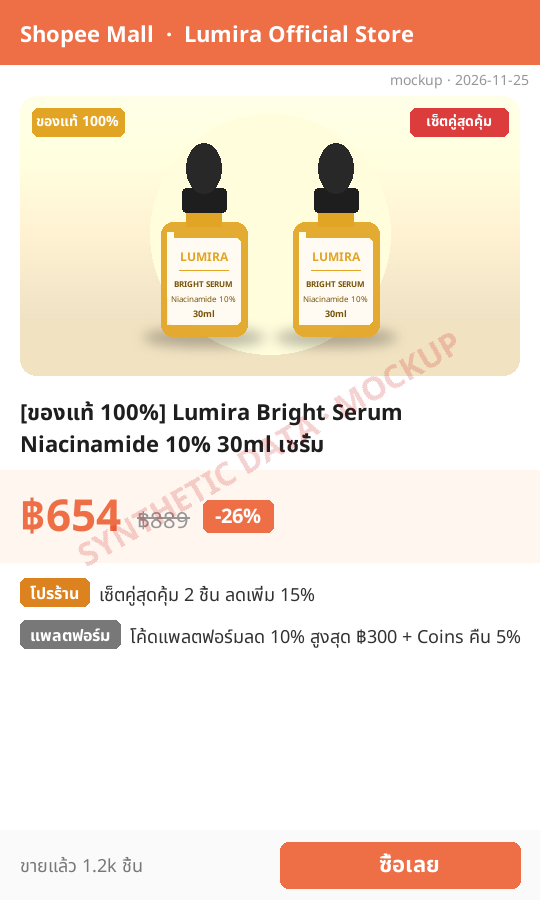 Shopee Mall · Lumira Official Store
mockup · 2026-11-25
ของแท้ 100%
เซ็ตคู่สุดคุ้ม
LUMIRA
BRIGHT SERUM
Niacinamide 10%
30ml
LUMIRA
BRIGHT SERUM
Niacinamide 10%
30ml
[ของแท้ 100%] Lumira Bright Serum
Niacinamide 10% 30ml เซรั่ม
SYNTHETIC DATA · MOCKUP
฿654 ฿889 -26%
โปรร้าน เซ็ตคู่สุดคุ้ม 2 ชิ้น ลดเพิ่ม 15%
แพลตฟอร์ม โค้ดแพลตฟอร์มลด 10% สูงสุด ฿300 + Coins คืน 5%
ขายแล้ว 1.2k ชิ้น
ซื้อเลย